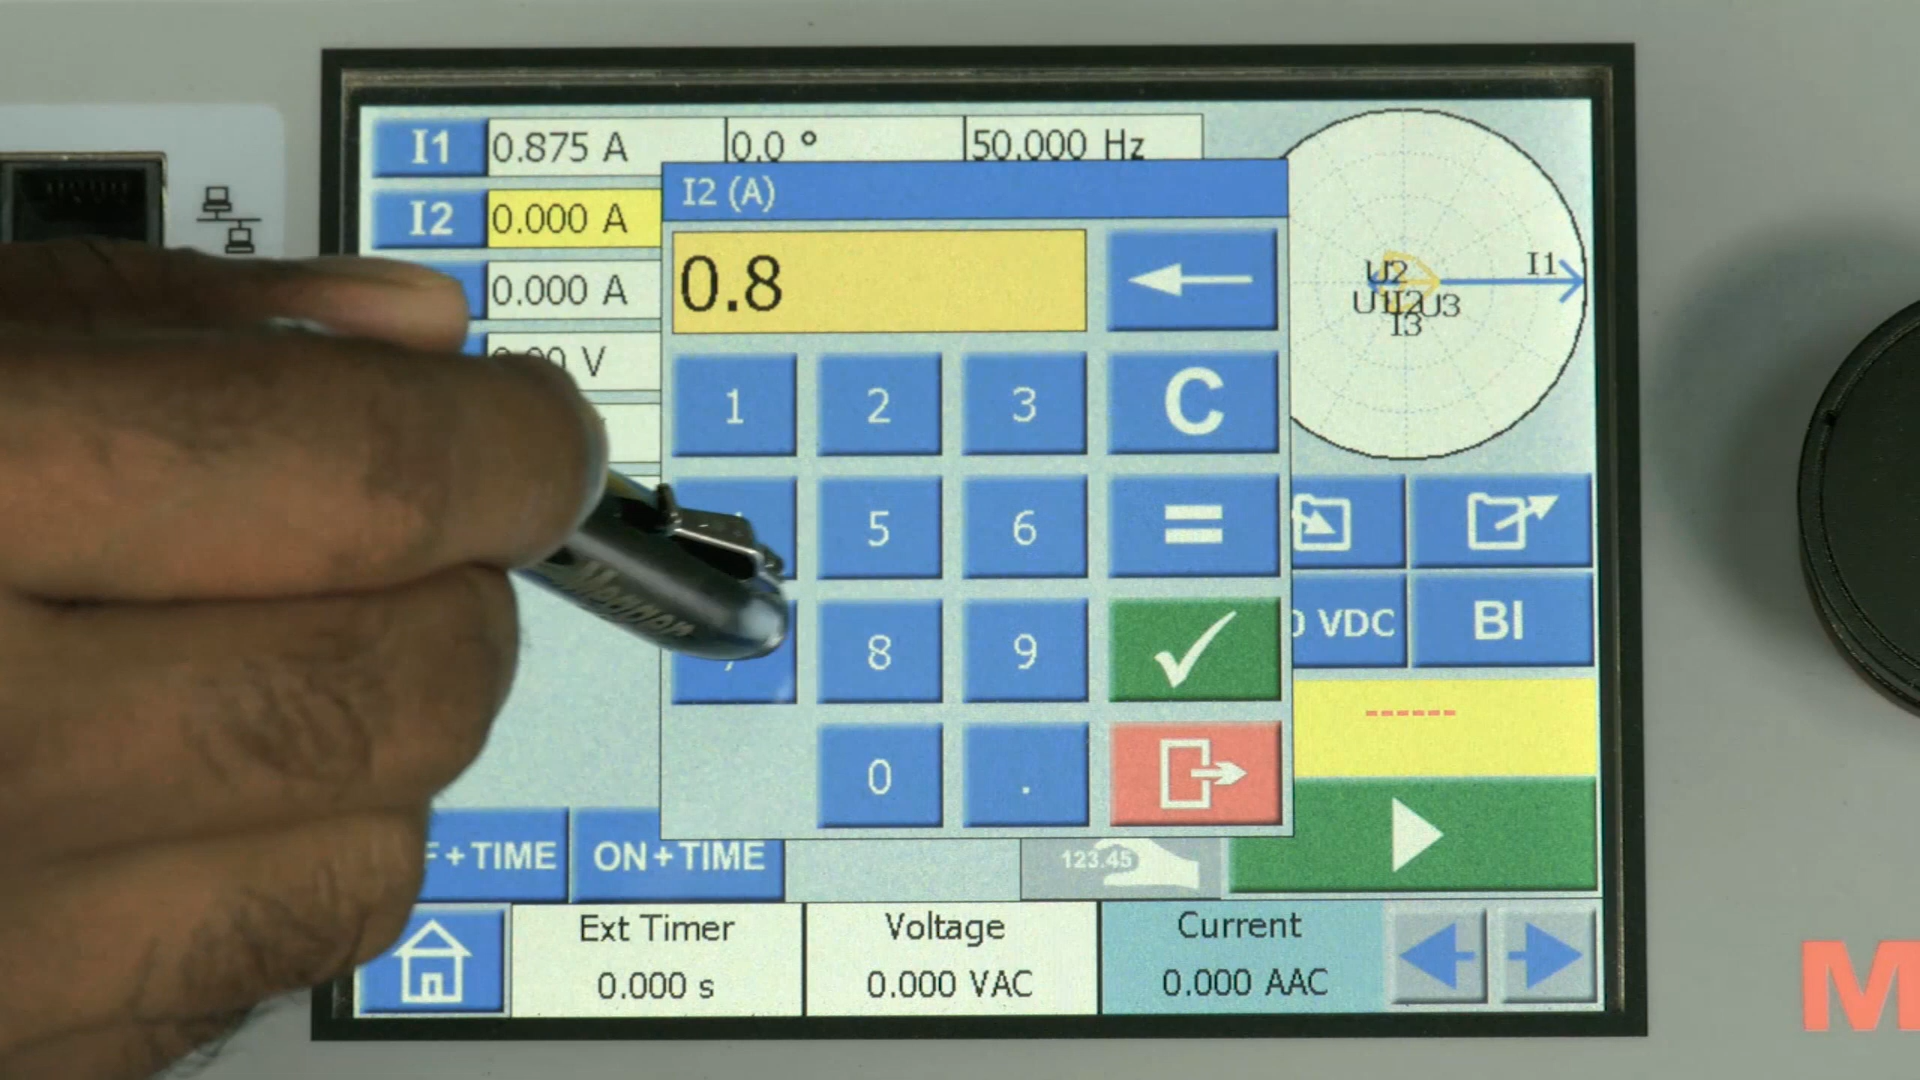 I1 0.875 A 0.0 ° 50.000 Hz
I2 0.000 A
0.000 A
V
I2 (A)
0.8
1 2 3 C
5 6 =
8 9
0 .
I1
U2
U1 I2 U3
I3
VDC BI
------
+TIME ON+TIME 123.45
Ext Timer Voltage Current
0.000 s 0.000 VAC 0.000 AAC
Megger
M